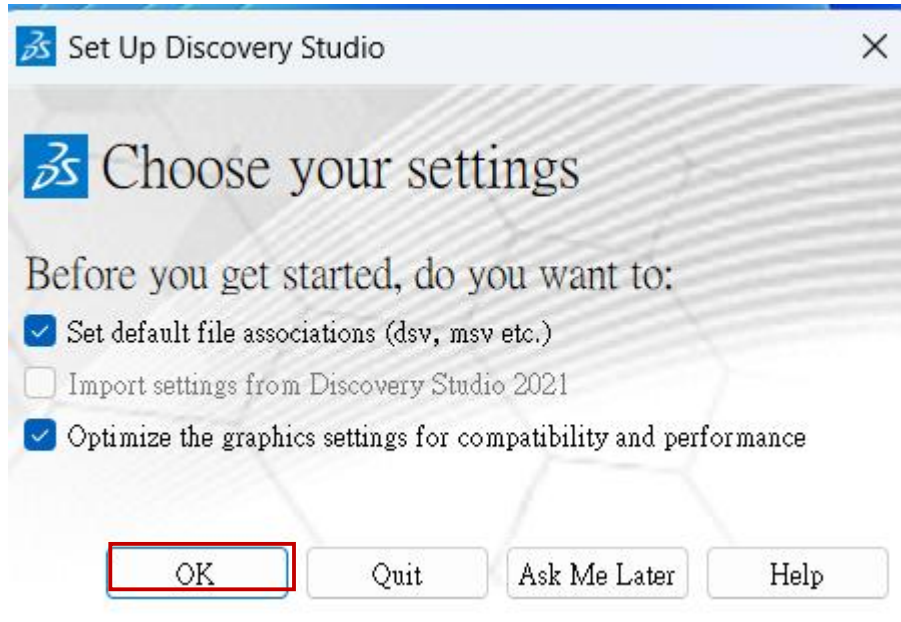 Set Up Discovery Studio
Choose your settings
Before you get started, do you want to:
Set default file associations (dsv, msv etc.)
Import settings from Discovery Studio 2021
Optimize the graphics settings for compatibility and performance
OK Quit Ask Me Later Help